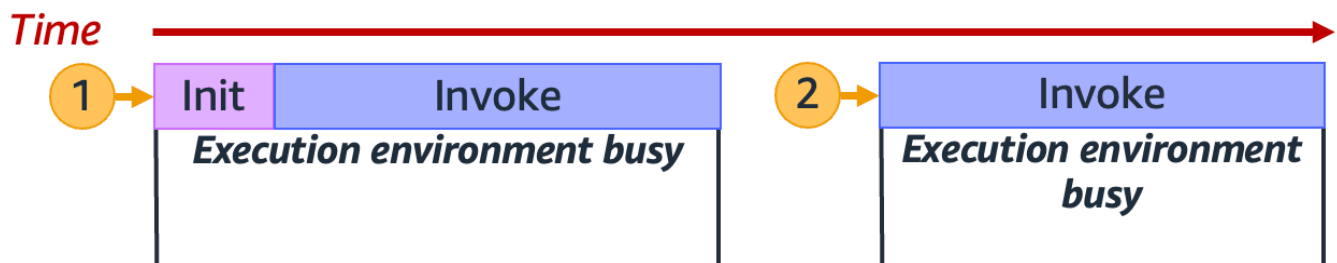 Time
1 Init Invoke 2 Invoke
Execution environment busy
Execution environment
busy